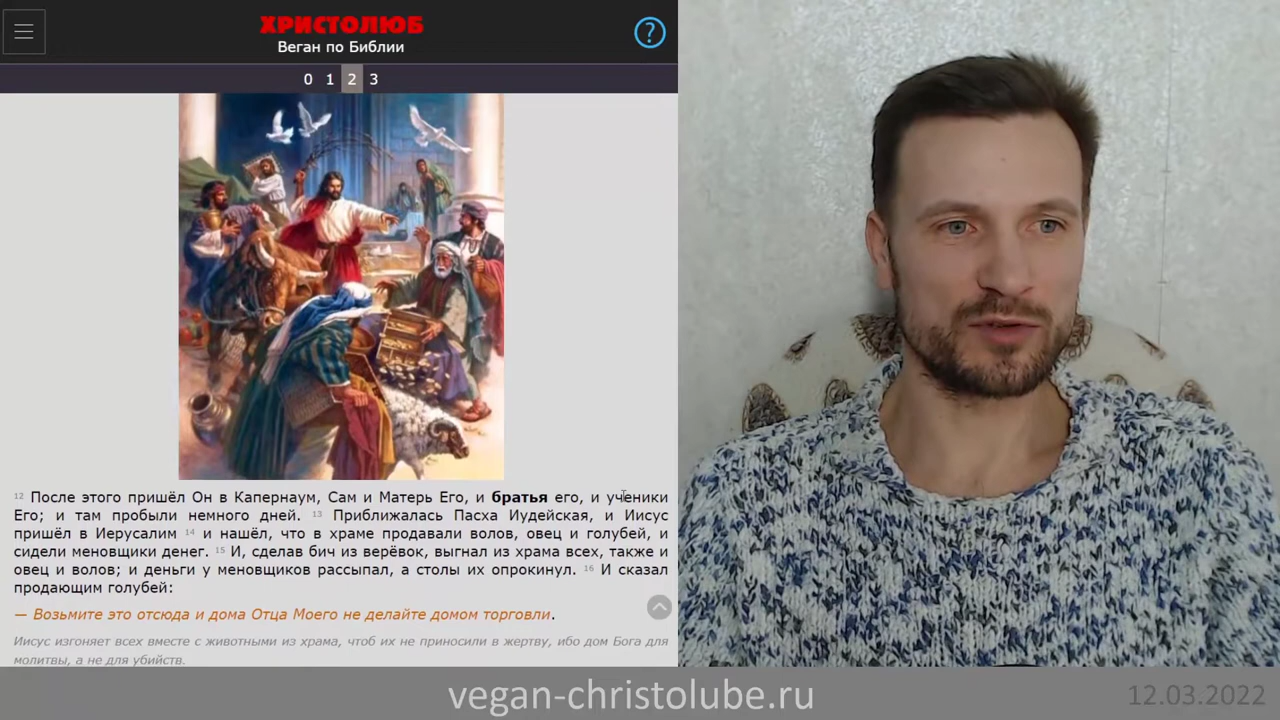 ХРИСТОЛЮБ
Веган по Библии
?
0 1 2 3
12 После этого пришёл Он в Капернаум, Сам и Матерь Его, и братья его, и ученики
Его; и там пробыли немного дней. 13 Приближалась Пасха Иудейская, и Иисус
пришёл в Иерусалим 14 и нашёл, что в храме продавали волов, овец и голубей, и
сидели меновщики денег. 15 И, сделав бич из верёвок, выгнал из храма всех, также и
овец и волов; и деньги у меновщиков рассыпал, а столы их опрокинул. 16 И сказал
продающим голубей:
— Возьмите это отсюда и дома Отца Моего не делайте домом торговли.
Иисус изгоняет всех вместе с животными из храма, чтоб их не приносили в жертву, ибо дом Бога для
молитвы, а не для убийств.
vegan-christolube.ru
12.03.2022